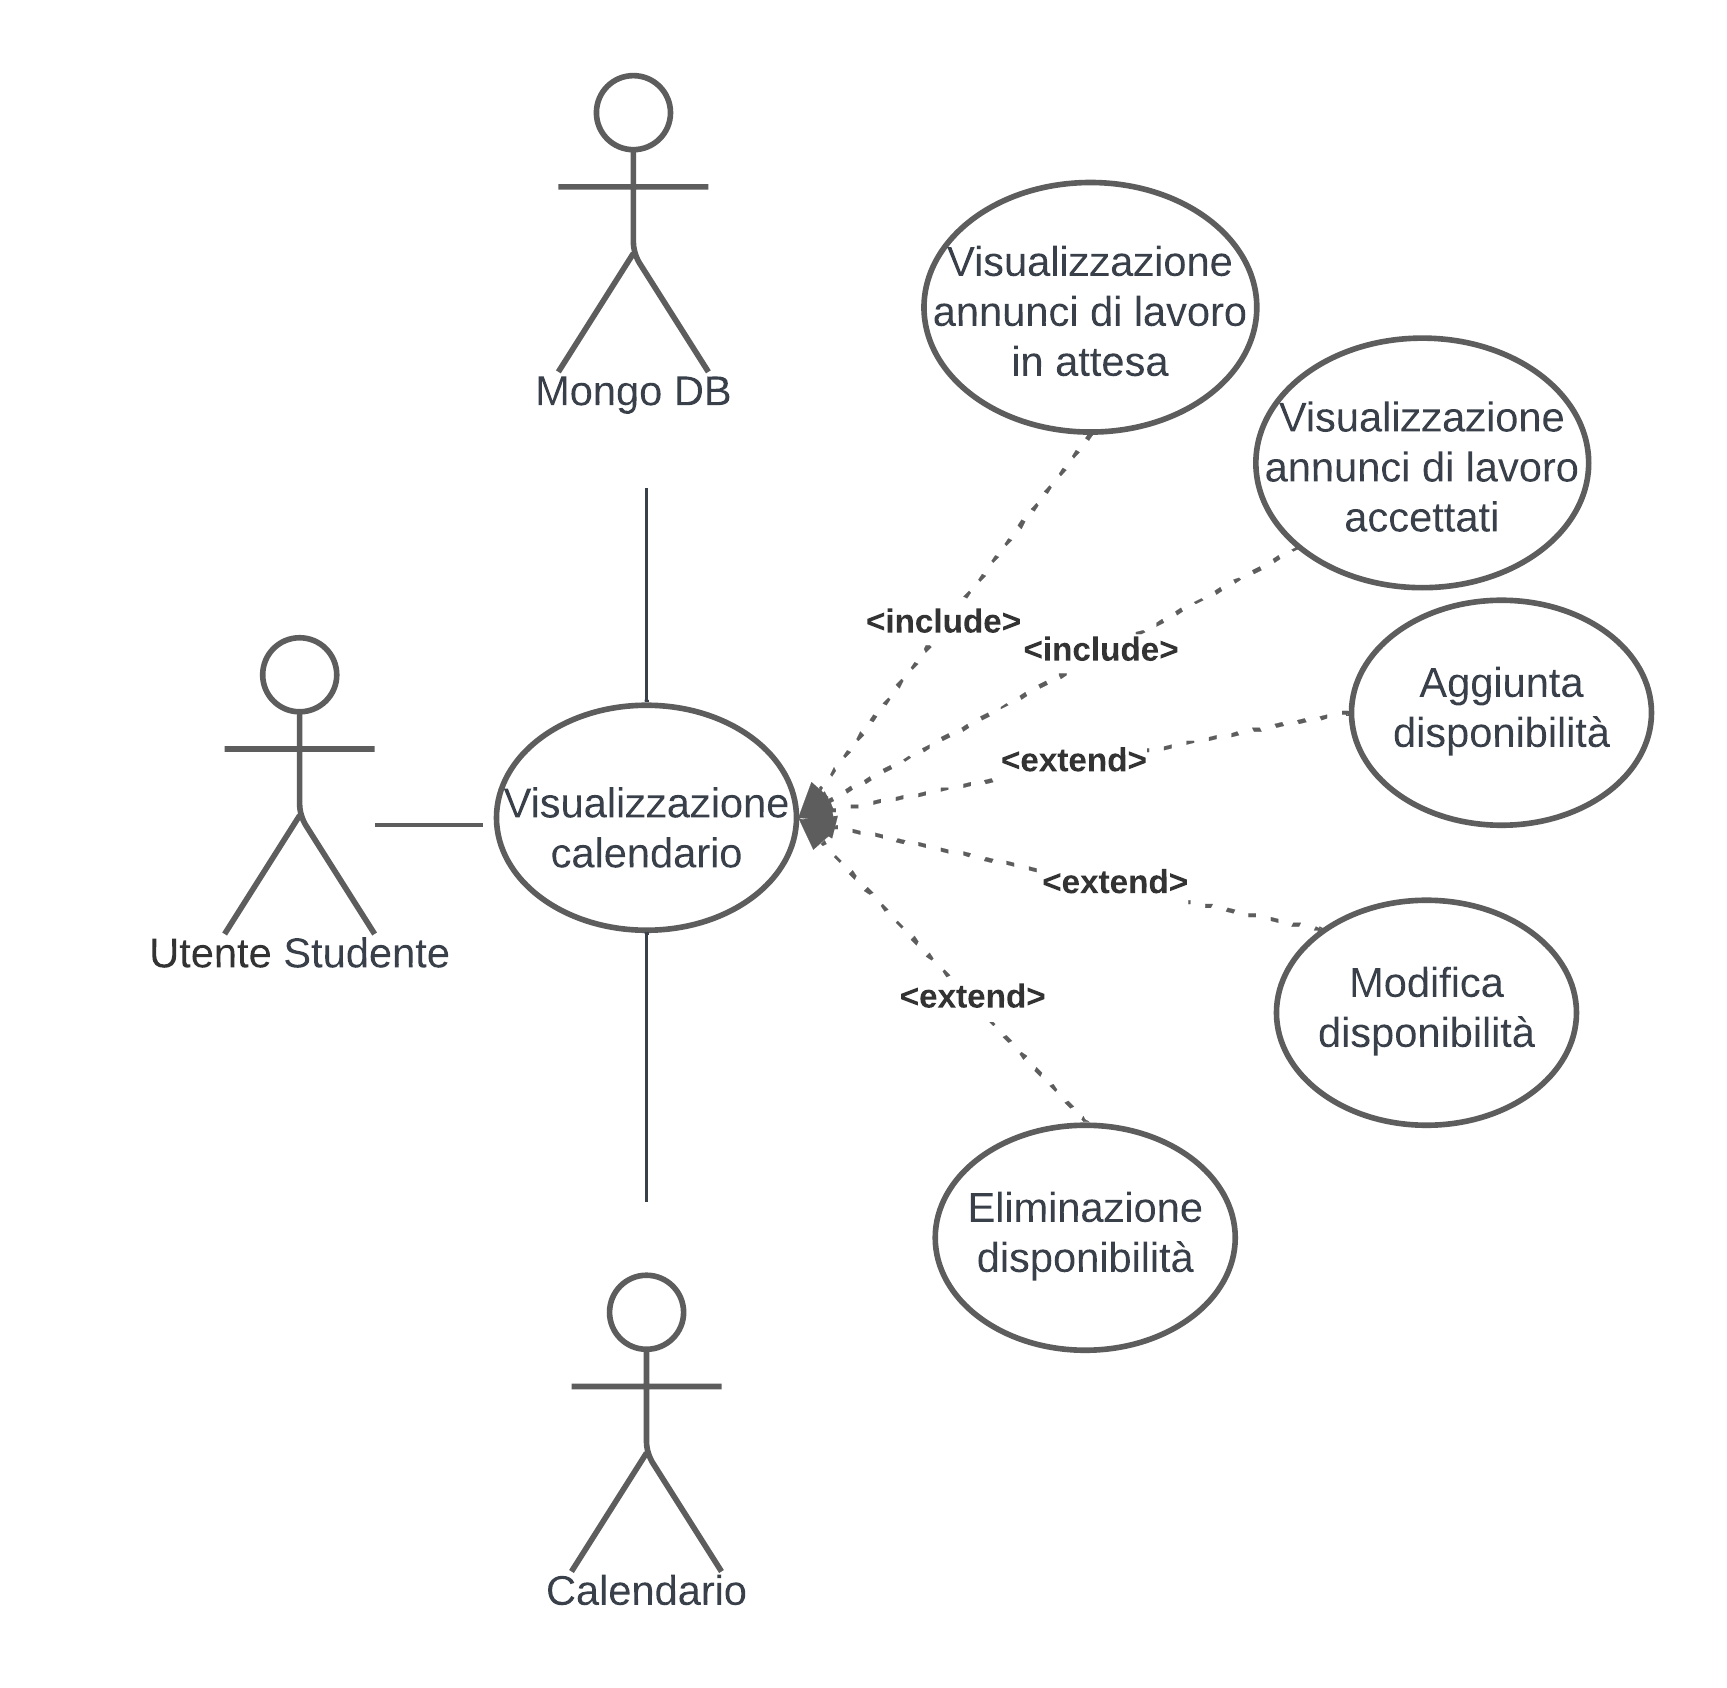 Mongo DB
Visualizzazione
annunci di lavoro
in attesa
Visualizzazione
annunci di lavoro
accettati
<include>
<include>
Aggiunta
disponibilità
<extend>
Visualizzazione
calendario
Utente Studente
<extend>
Modifica
disponibilità
<extend>
Eliminazione
disponibilità
Calendario